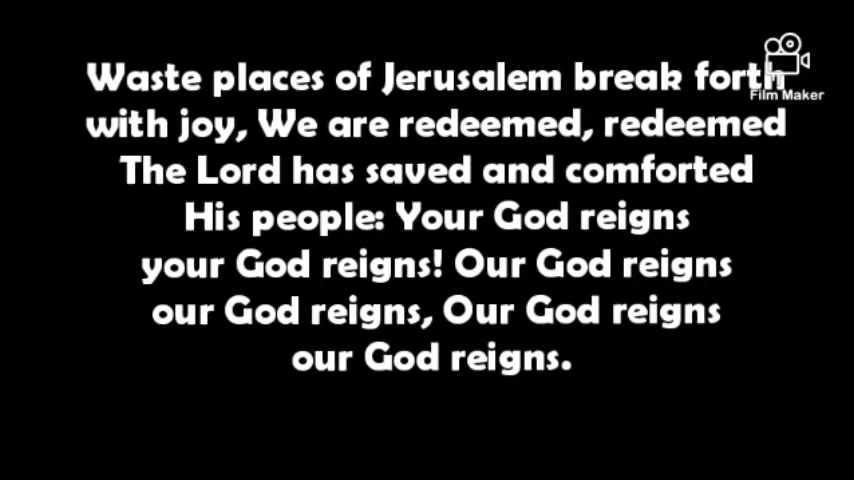 Waste places of Jerusalem break forth
Film Maker
with joy, We are redeemed, redeemed
The Lord has saved and comforted
His people: Your God reigns
your God reigns! Our God reigns
our God reigns, Our God reigns
our God reigns.